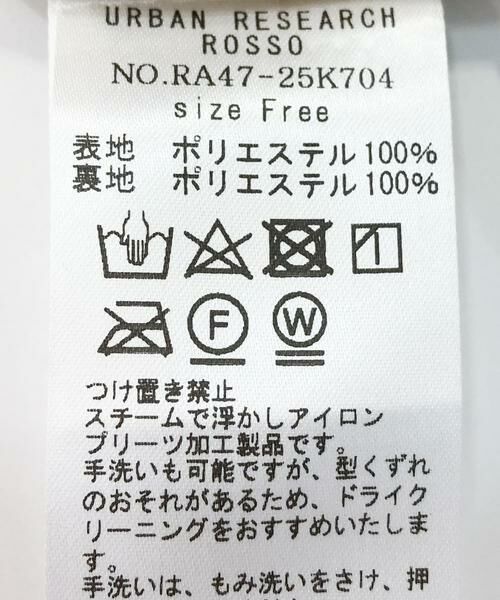 URBAN RESEARCH
ROSSO
NO.RA47-25K704
size Free
表地 ポリエステル100%
裏地 ポリエステル100%
F W
つけ置き禁止
スチームで浮かしアイロン
プリーツ加工製品です。
手洗いも可能ですが、型くずれ
のおそれがあるため、ドライク
リーニングをおすすめいたしま
す。
手洗いは、もみ洗いをさけ、押